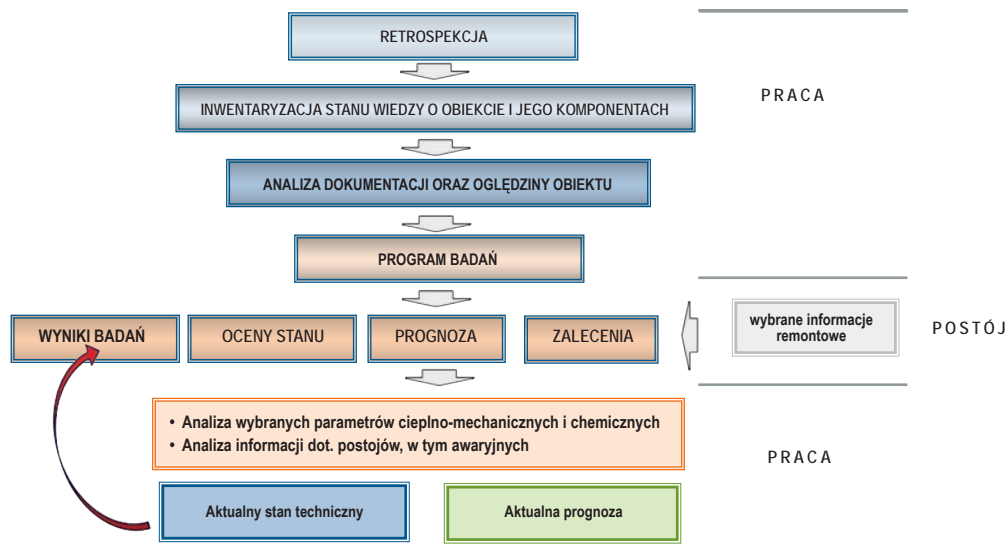 RETROSPEKCJA
PRACA
INWENTARYZACJA STANU WIEDZY O OBIEKCIE I JEGO KOMPONENTACH
ANALIZA DOKUMENTACJI ORAZ OGLĘDZINY OBIEKTU
PROGRAM BADAŃ
WYNIKI BADAŃ
OCENY STANU
PROGNOZA
ZALECENIA
wybrane informacje
remontowe
POSTÓJ
• Analiza wybranych parametrów cieplno-mechanicznych i chemicznych
• Analiza informacji dot. postojów, w tym awaryjnych
PRACA
Aktualny stan techniczny
Aktualna prognoza